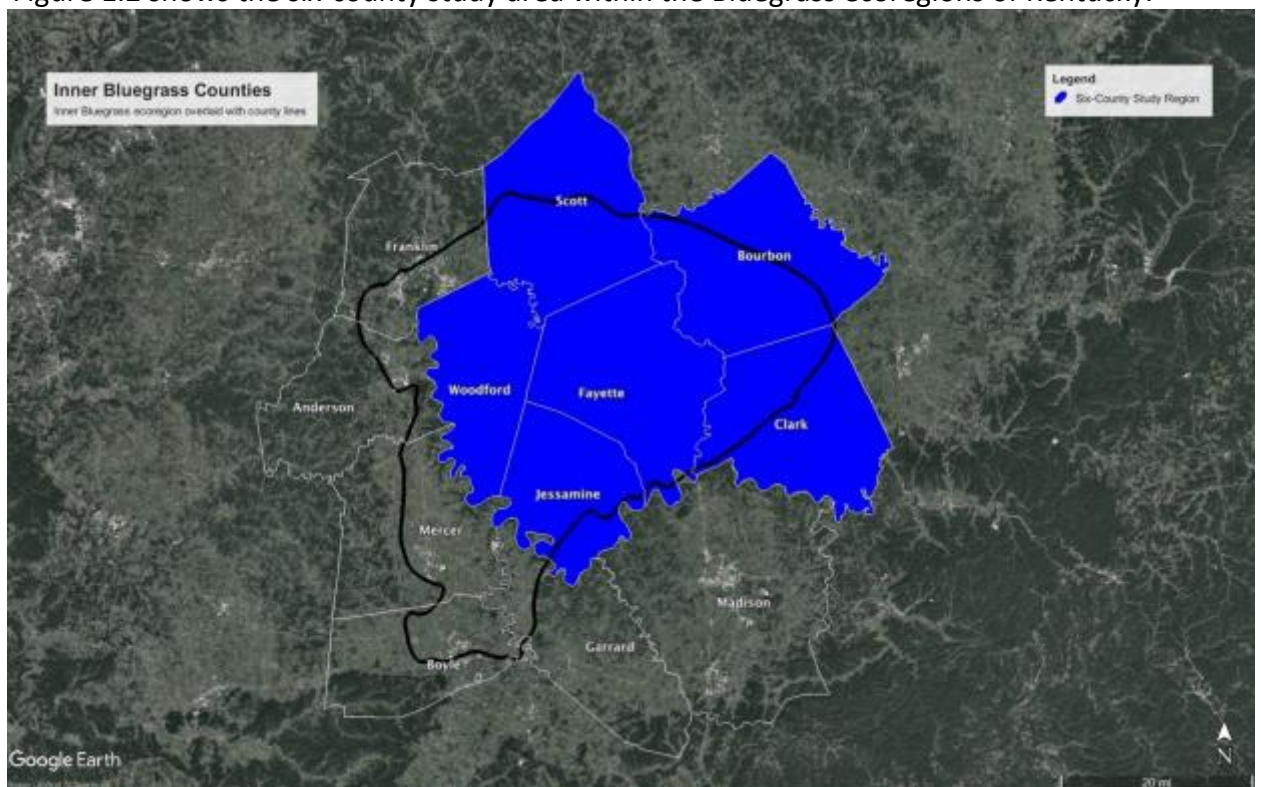 Figure 1.1 shows the six-county study area within the Bluegrass ecoregions of Kentucky.
Inner Bluegrass Counties
Inner Bluegrass ecoregion overlaid with county lines
Legend
Six-County Study Region
Scott
Franklin
Bourbon
Woodford
Fayette
Anderson
Clark
Jessamine
Mercer
Madison
Garrard
Boyle
Google Earth
N
20 mi